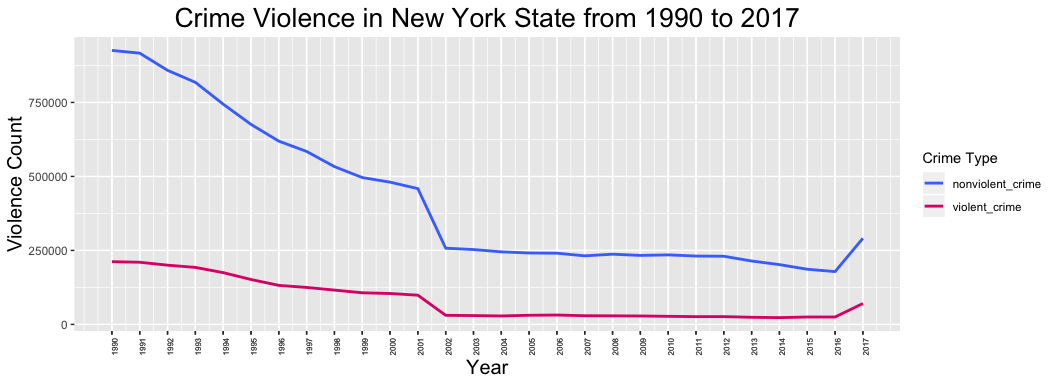 Crime Violence in New York State from 1990 to 2017
Violence Count
750000
500000
250000
0
1990 1991 1992 1993 1994 1995 1996 1997 1998 1999 2000 2001 2002 2003 2004 2005 2006 2007 2008 2009 2010 2011 2012 2013 2014 2015 2016 2017
Year
Crime Type
nonviolent_crime
violent_crime